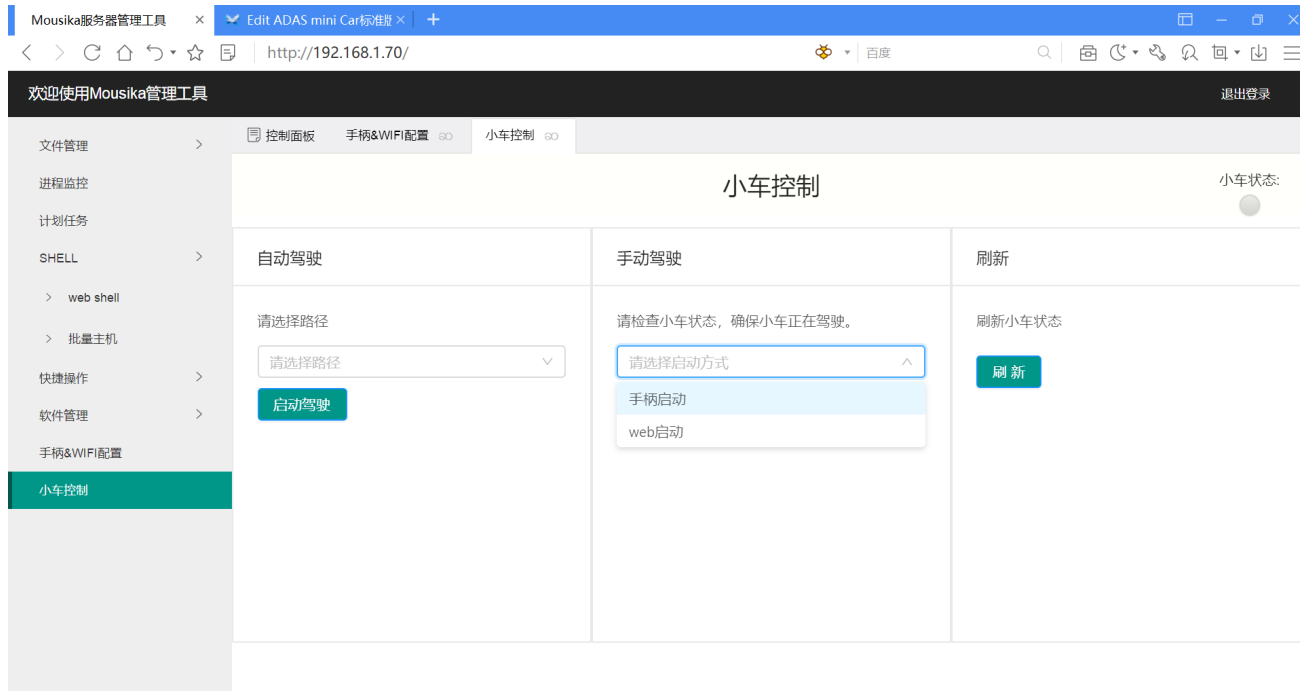 Mousika服务器管理工具
Edit ADAS mini Car标准版
http://192.168.1.70/
百度
欢迎使用Mousika管理工具
退出登录
文件管理
进程监控
计划任务
SHELL
web shell
批量主机
快捷操作
软件管理
手柄&WIFI配置
小车控制
控制面板
手柄&WIFI配置
小车控制
小车控制
小车状态:
自动驾驶
请选择路径
请选择路径
启动驾驶
手动驾驶
请检查小车状态，确保小车正在驾驶。
请选择启动方式
手柄启动
web启动
刷新
刷新小车状态
刷 新